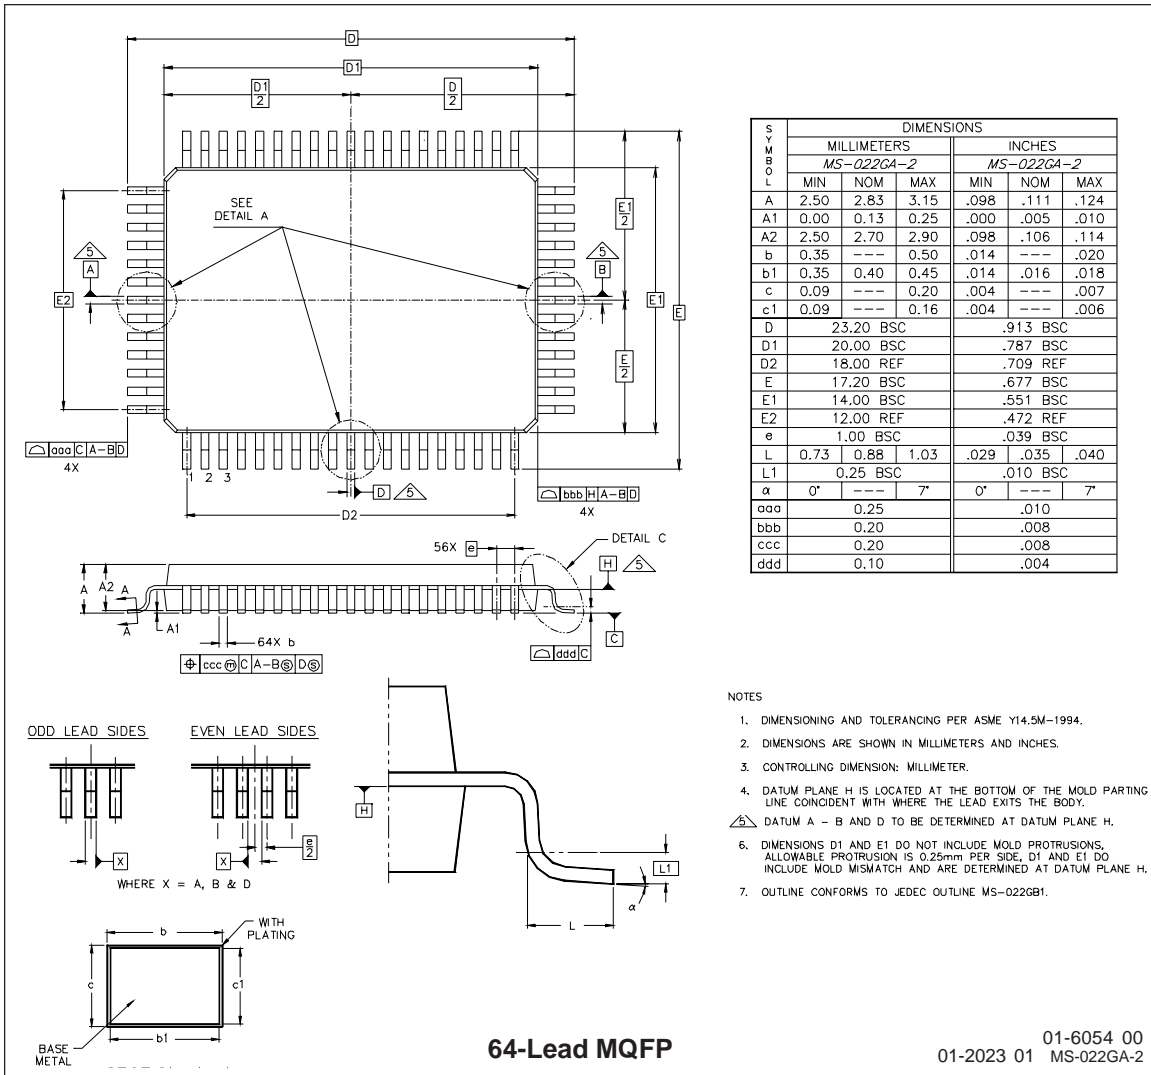 D
D1
D1 D
2 2
SEE
DETAIL A
5 5
A B
E1
2
E2 E1 E
E
2
aaa C A-B D
4X
1 2 3
D 5
bbb H A-B D
4X
D2
56X e
DETAIL C
H 5
A A2 A
A
A1
C
64X b
ddd C
ccc Ⓜ C A-BⓈ DⓈ
S
Y
M
B
O
L
DIMENSIONS
MILLIMETERS INCHES
MS-022GA-2 MS-022GA-2
MIN NOM MAX MIN NOM MAX
A 2.50 2.83 3.15 .098 .111 .124
A1 0.00 0.13 0.25 .000 .005 .010
A2 2.50 2.70 2.90 .098 .106 .114
b 0.35 --- 0.50 .014 --- .020
b1 0.35 0.40 0.45 .014 .016 .018
c 0.09 --- 0.20 .004 --- .007
c1 0.09 --- 0.16 .004 --- .006
D 23.20 BSC .913 BSC
D1 20.00 BSC .787 BSC
D2 18.00 REF .709 REF
E 17.20 BSC .677 BSC
E1 14.00 BSC .551 BSC
E2 12.00 REF .472 REF
e 1.00 BSC .039 BSC
L 0.73 0.88 1.03 .029 .035 .040
L1 0.25 BSC .010 BSC
α 0° --- 7° 0° --- 7°
aaa 0.25 .010
bbb 0.20 .008
ccc 0.20 .008
ddd 0.10 .004
ODD LEAD SIDES EVEN LEAD SIDES
X X
e
2
WHERE X = A, B & D
H
L1
α
L
b
WITH
PLATING
c c1
b1
BASE
METAL
NOTES
1. DIMENSIONING AND TOLERANCING PER ASME Y14.5M-1994.
2. DIMENSIONS ARE SHOWN IN MILLIMETERS AND INCHES.
3. CONTROLLING DIMENSION: MILLIMETER.
4. DATUM PLANE H IS LOCATED AT THE BOTTOM OF THE MOLD PARTING
LINE COINCIDENT WITH WHERE THE LEAD EXITS THE BODY.
5 DATUM A - B AND D TO BE DETERMINED AT DATUM PLANE H.
6. DIMENSIONS D1 AND E1 DO NOT INCLUDE MOLD PROTRUSIONS,
ALLOWABLE PROTRUSION IS 0.25mm PER SIDE, D1 AND E1 DO
INCLUDE MOLD MISMATCH AND ARE DETERMINED AT DATUM PLANE H.
7. OUTLINE CONFORMS TO JEDEC OUTLINE MS-022GB1.
64-Lead MQFP
01-6054 00
01-2023 01 MS-022GA-2